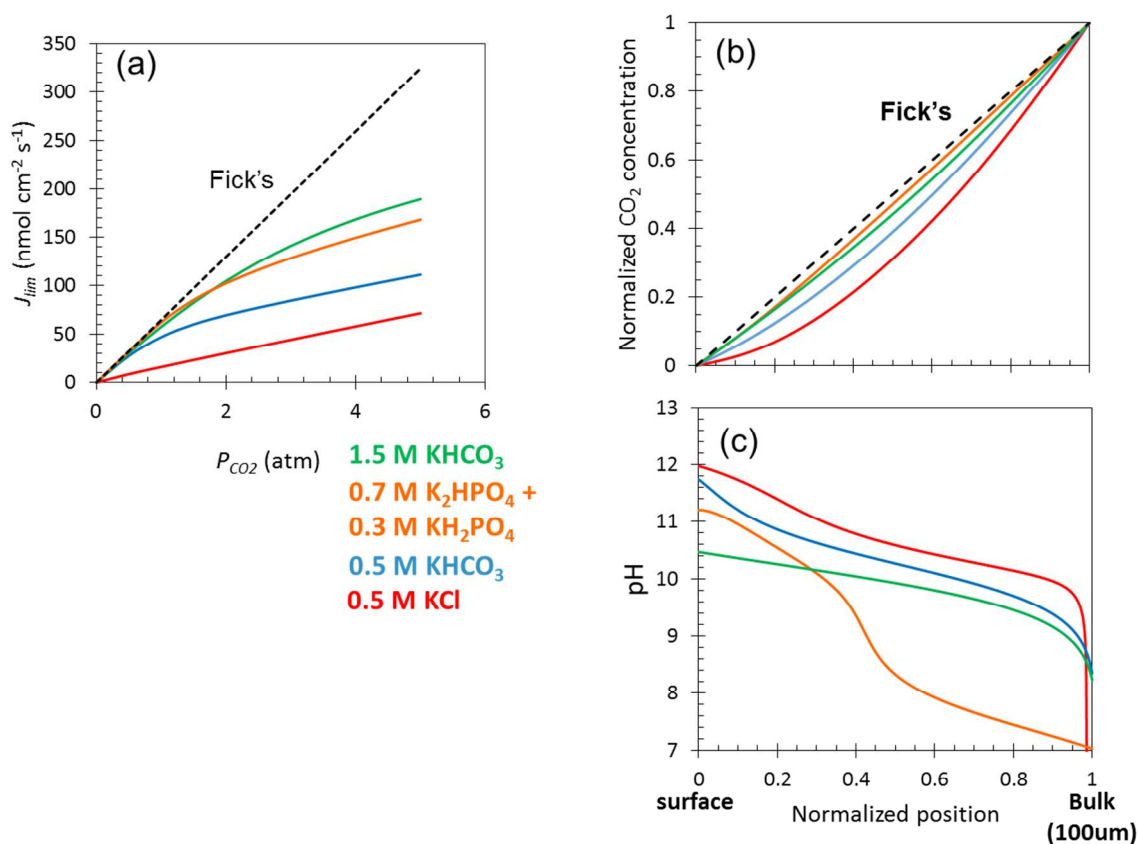 (a)
350
300
250
200
150
100
50
0
J_lim (nmol cm⁻² s⁻¹)
Fick's
0 2 4 6
P_CO2 (atm)
1.5 M KHCO₃
0.7 M K₂HPO₄ +
0.3 M KH₂PO₄
0.5 M KHCO₃
0.5 M KCl
(b)
1
0.8
0.6
0.4
0.2
0
Normalized CO₂ concentration
Fick's
(c)
13
12
11
10
9
8
7
pH
0 0.2 0.4 0.6 0.8 1
surface Normalized position Bulk
(100um)